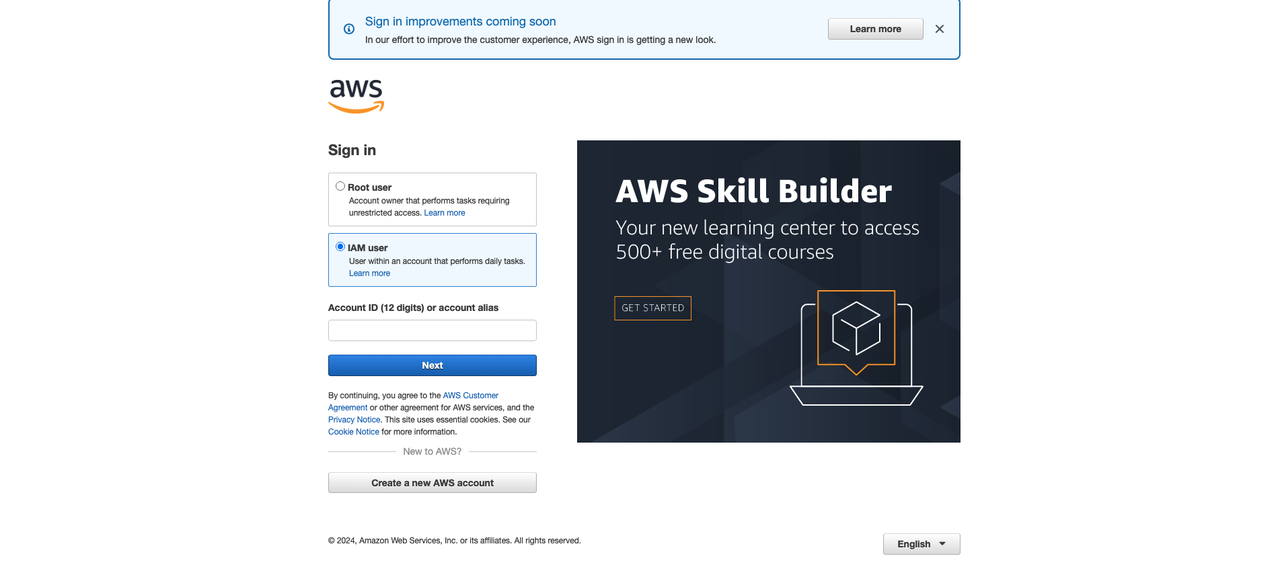 Sign in improvements coming soon
In our effort to improve the customer experience, AWS sign in is getting a new look.
Learn more
aws
Sign in
Root user
Account owner that performs tasks requiring
unrestricted access. Learn more
IAM user
User within an account that performs daily tasks.
Learn more
Account ID (12 digits) or account alias
Next
By continuing, you agree to the AWS Customer
Agreement or other agreement for AWS services, and the
Privacy Notice. This site uses essential cookies. See our
Cookie Notice for more information.
New to AWS?
Create a new AWS account
AWS Skill Builder
Your new learning center to access
500+ free digital courses
GET STARTED
© 2024, Amazon Web Services, Inc. or its affiliates. All rights reserved.
English